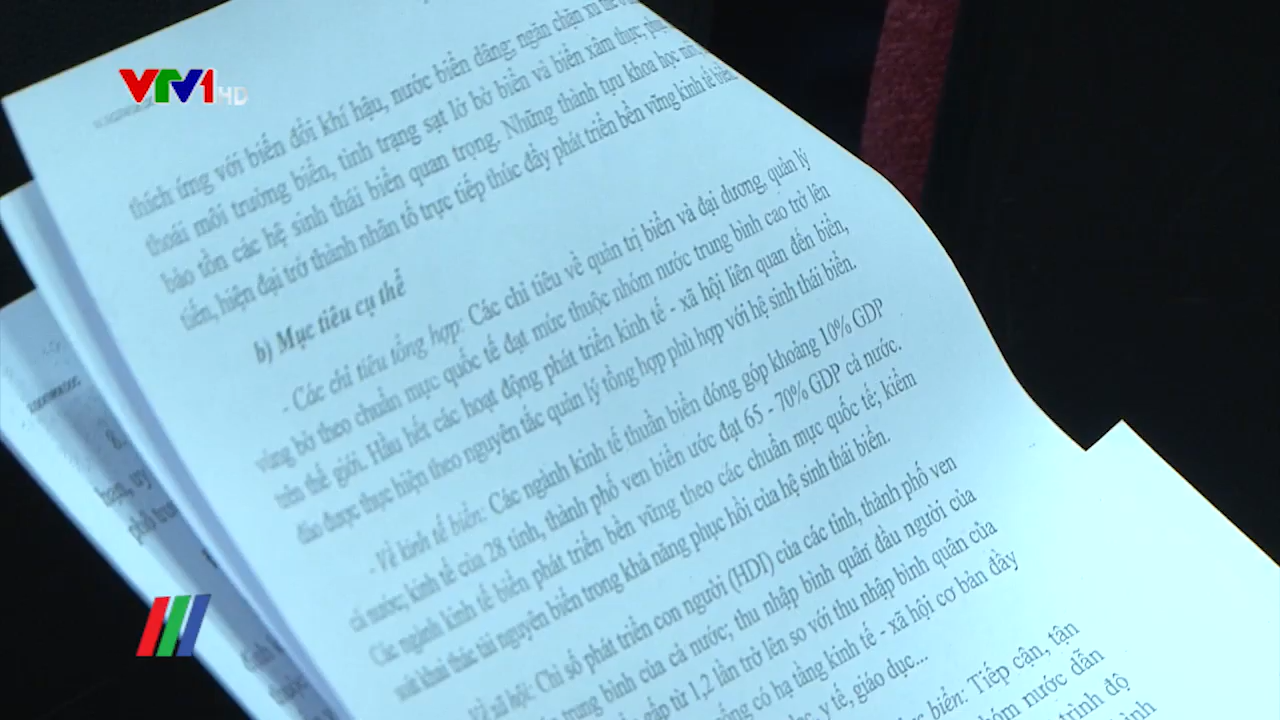 VTV1 HD
thích ứng với biến đổi khí hậu, nước biển dâng; ngăn chặn xu thế
thoái môi trường biển, tình trạng sạt lở bờ biển và biển xâm thực; phục
bảo tồn các hệ sinh thái biển quan trọng. Những thành tựu khoa học mới,
tiến, hiện đại trở thành nhân tố trực tiếp thúc đẩy phát triển bền vững kinh tế biển.
b) Mục tiêu cụ thể
- Các chỉ tiêu tổng hợp: Các chỉ tiêu về quản trị biển và đại dương, quản lý
vùng bờ theo chuẩn mực quốc tế đạt mức thuộc nhóm nước trung bình cao trở lên
trên thế giới. Hầu hết các hoạt động phát triển kinh tế - xã hội liên quan đến biển,
đảo được thực hiện theo nguyên tắc quản lý tổng hợp phù hợp với hệ sinh thái biển.
- Về kinh tế biển: Các ngành kinh tế thuần biển đóng góp khoảng 10% GDP
cả nước; kinh tế của 28 tỉnh, thành phố ven biển ước đạt 65 - 70% GDP cả nước.
Các ngành kinh tế biển phát triển bền vững theo các chuẩn mực quốc tế; kiểm
soát khai thác tài nguyên biển trong khả năng phục hồi của hệ sinh thái biển.
Về xã hội: Chỉ số phát triển con người (HDI) của các tỉnh, thành phố ven
trung bình của cả nước; thu nhập bình quân đầu người của
gấp từ 1,2 lần trở lên so với thu nhập bình quân của
có hạ tầng kinh tế - xã hội cơ bản đầy
y tế, giáo dục...
biển: Tiếp cận, tận
nhóm nước dẫn
trình độ